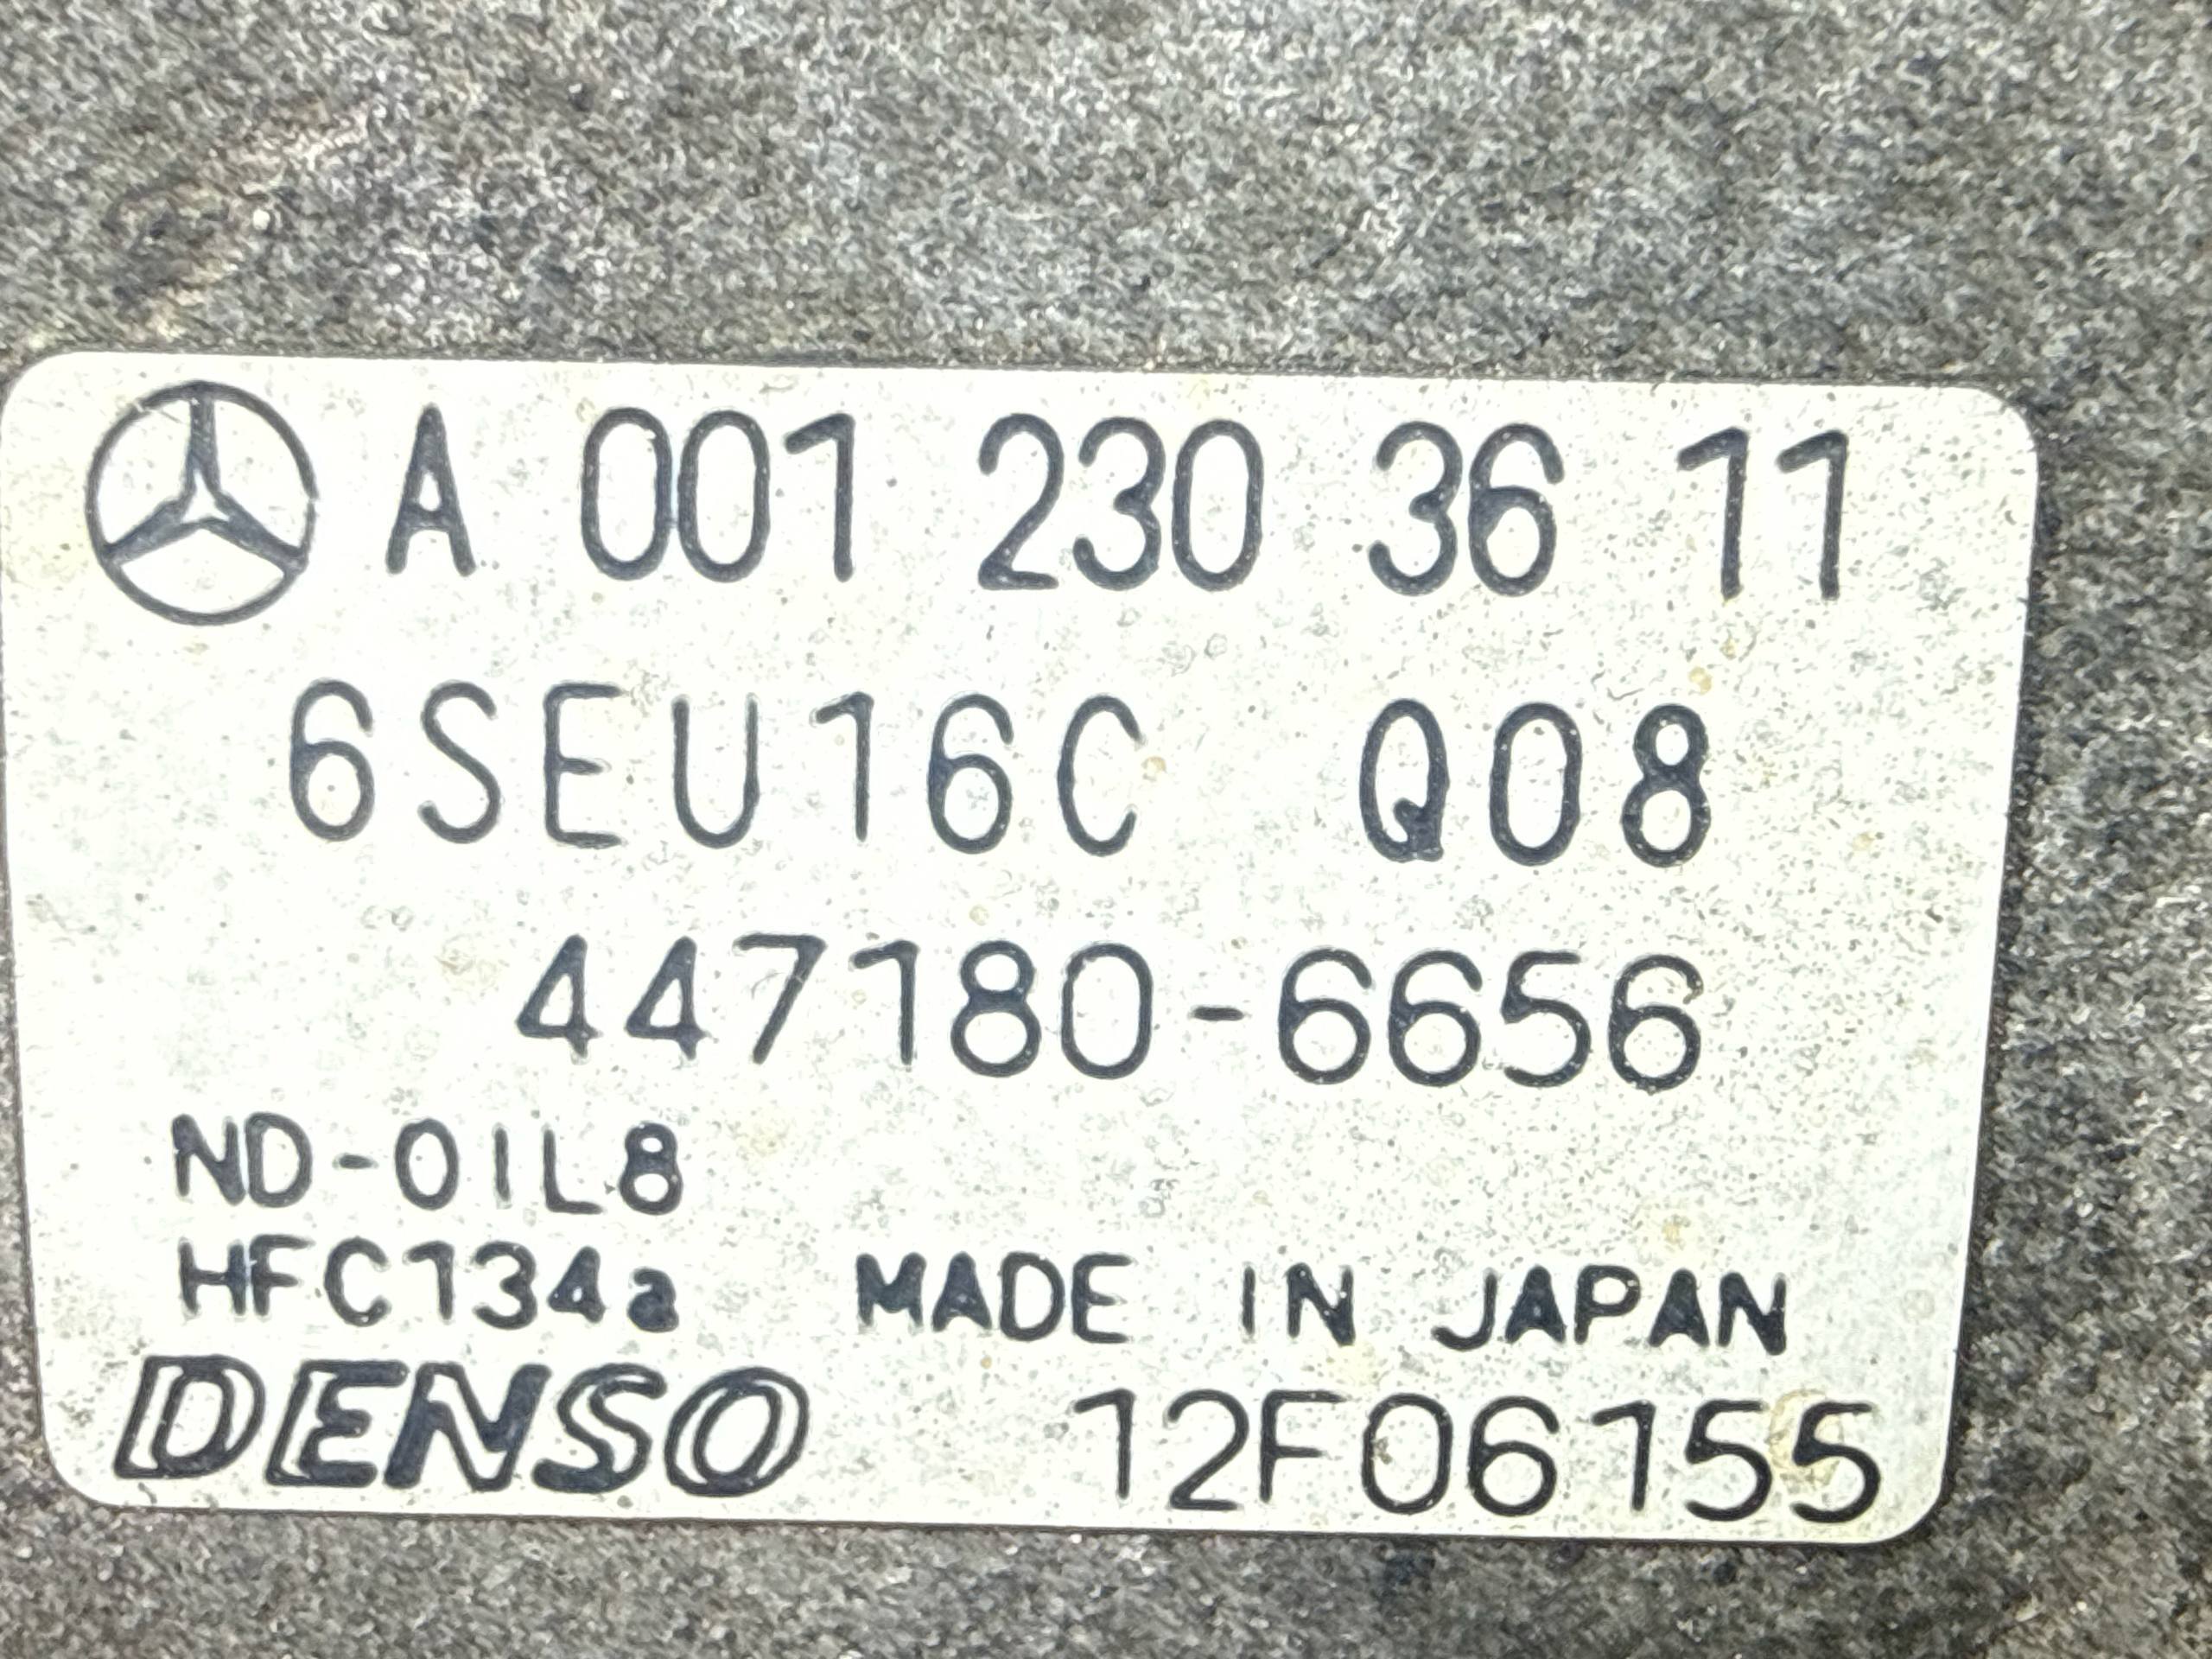 A 001 230 36 11
6SEU16C Q08
447180-6656
ND-OIL8
HFC134a MADE IN JAPAN
DENSO 12F06155